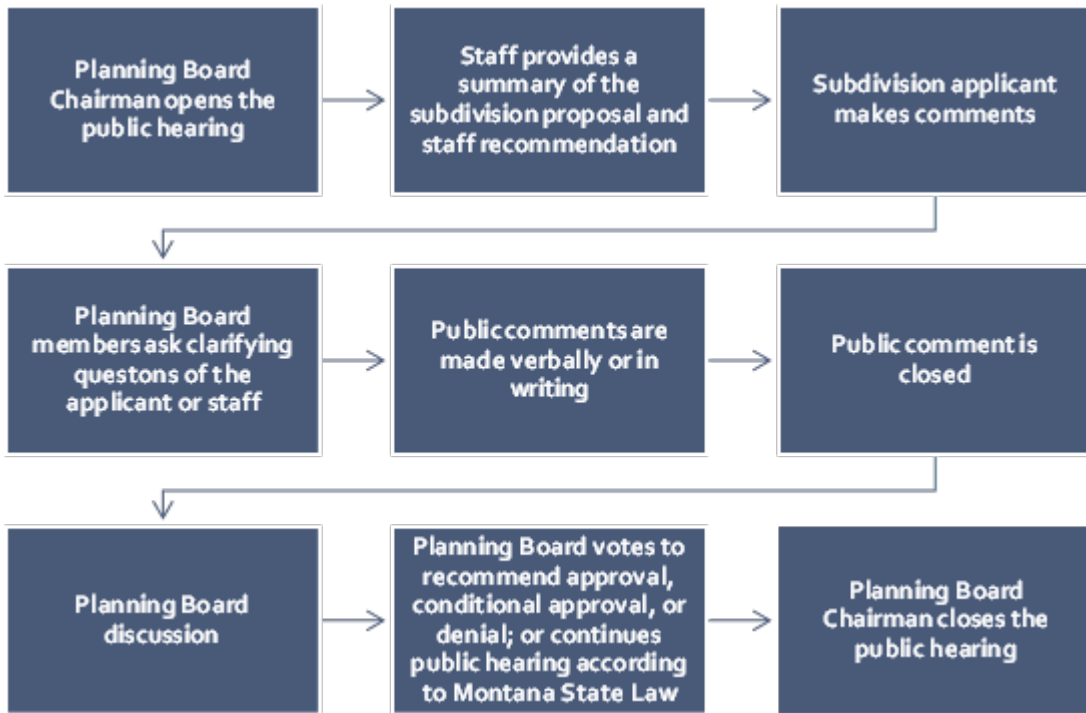 Planning Board
Chairman opens the
public hearing
Staff provides a
summary of the
subdivision proposal and
staff recommendation
Subdivision applicant
makes comments
Planning Board
members ask clarifying
questons of the
applicant or staff
Public comments are
made verbally or in
writing
Public comment is
closed
Planning Board
discussion
Planning Board votes to
recommend approval,
conditional approval, or
denial; or continues
public hearing according
to Montana State Law
Planning Board
Chairman closes the
public hearing